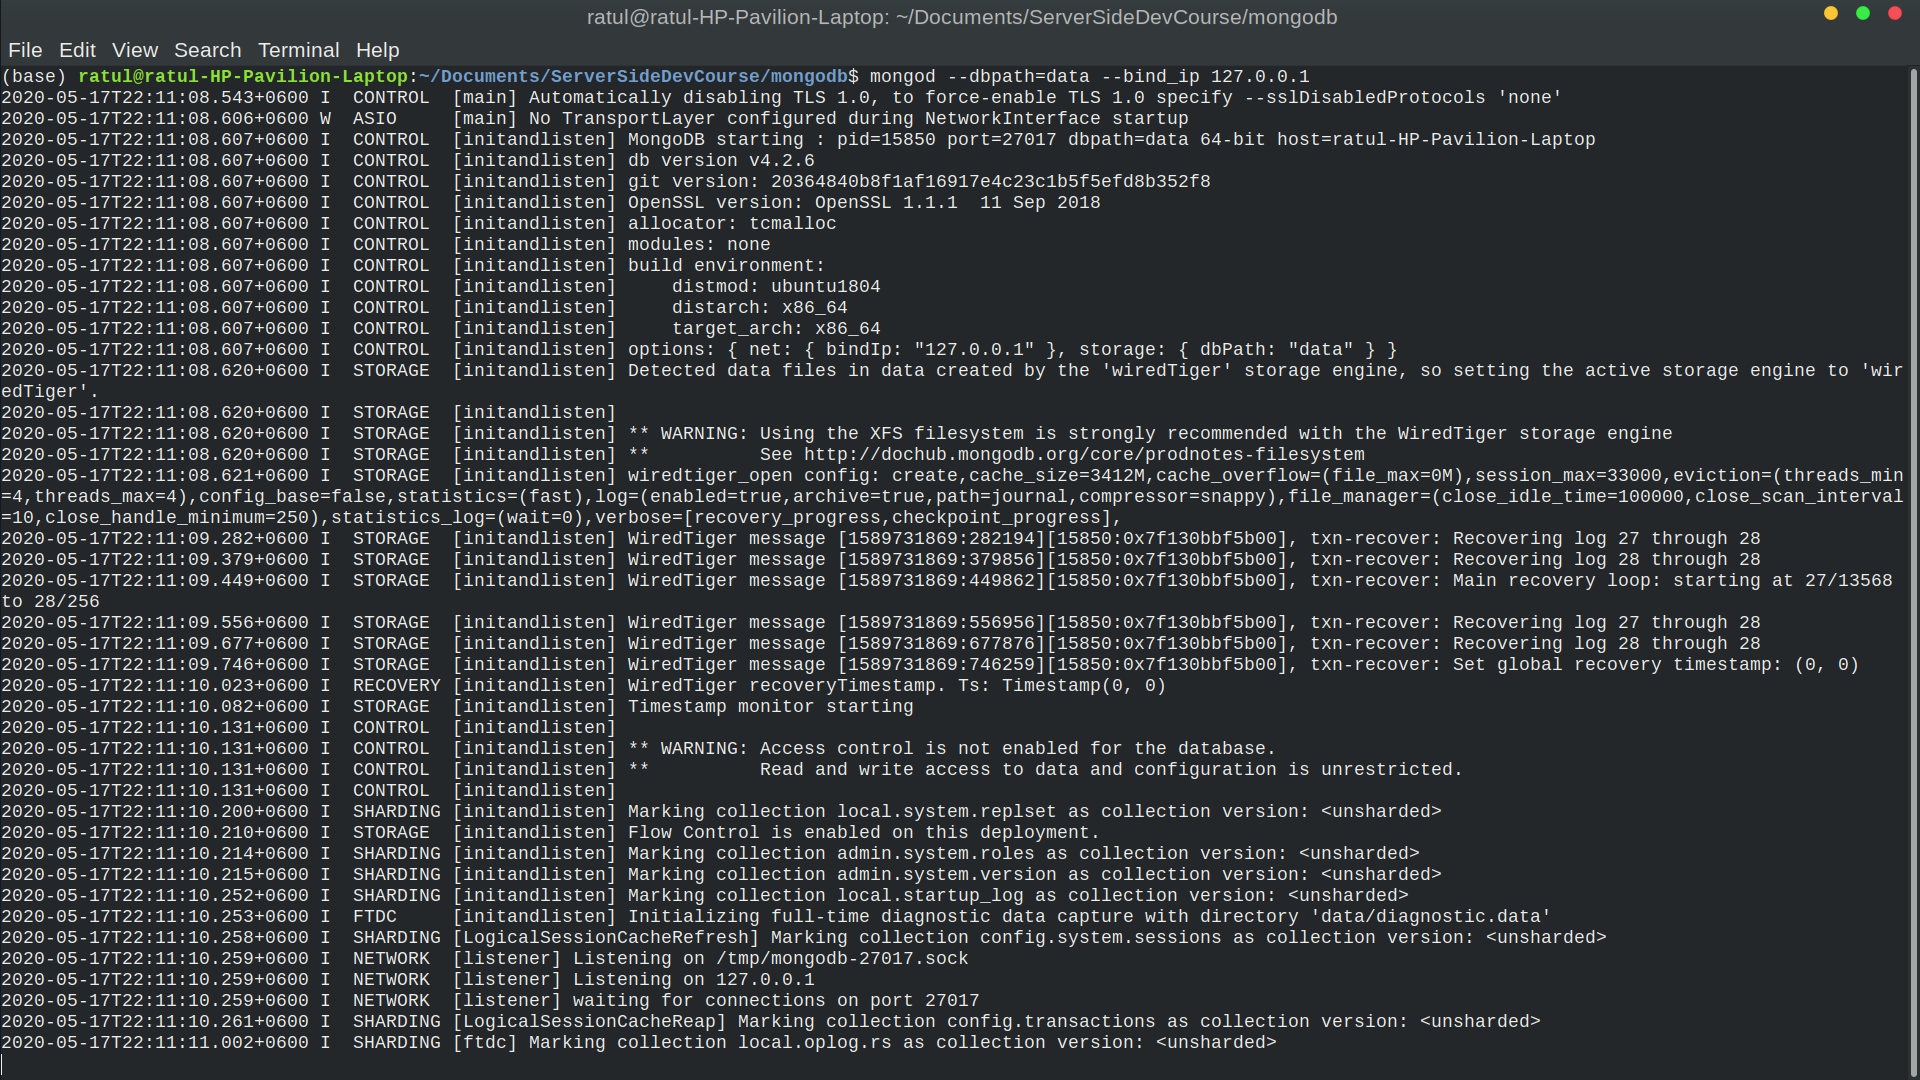 ratul@ratul-HP-Pavilion-Laptop: ~/Documents/ServerSideDevCourse/mongodb
File Edit View Search Terminal Help
(base) ratul@ratul-HP-Pavilion-Laptop:~/Documents/ServerSideDevCourse/mongodb$ mongod --dbpath=data --bind_ip 127.0.0.1
2020-05-17T22:11:08.543+0600 I  CONTROL  [main] Automatically disabling TLS 1.0, to force-enable TLS 1.0 specify --sslDisabledProtocols 'none'
2020-05-17T22:11:08.606+0600 W  ASIO     [main] No TransportLayer configured during NetworkInterface startup
2020-05-17T22:11:08.607+0600 I  CONTROL  [initandlisten] MongoDB starting : pid=15850 port=27017 dbpath=data 64-bit host=ratul-HP-Pavilion-Laptop
2020-05-17T22:11:08.607+0600 I  CONTROL  [initandlisten] db version v4.2.6
2020-05-17T22:11:08.607+0600 I  CONTROL  [initandlisten] git version: 20364840b8f1af16917e4c23c1b5f5efd8b352f8
2020-05-17T22:11:08.607+0600 I  CONTROL  [initandlisten] OpenSSL version: OpenSSL 1.1.1  11 Sep 2018
2020-05-17T22:11:08.607+0600 I  CONTROL  [initandlisten] allocator: tcmalloc
2020-05-17T22:11:08.607+0600 I  CONTROL  [initandlisten] modules: none
2020-05-17T22:11:08.607+0600 I  CONTROL  [initandlisten] build environment:
2020-05-17T22:11:08.607+0600 I  CONTROL  [initandlisten]     distmod: ubuntu1804
2020-05-17T22:11:08.607+0600 I  CONTROL  [initandlisten]     distarch: x86_64
2020-05-17T22:11:08.607+0600 I  CONTROL  [initandlisten]     target_arch: x86_64
2020-05-17T22:11:08.607+0600 I  CONTROL  [initandlisten] options: { net: { bindIp: "127.0.0.1" }, storage: { dbPath: "data" } }
2020-05-17T22:11:08.620+0600 I  STORAGE  [initandlisten] Detected data files in data created by the 'wiredTiger' storage engine, so setting the active storage engine to 'wir
edTiger'.
2020-05-17T22:11:08.620+0600 I  STORAGE  [initandlisten]
2020-05-17T22:11:08.620+0600 I  STORAGE  [initandlisten] ** WARNING: Using the XFS filesystem is strongly recommended with the WiredTiger storage engine
2020-05-17T22:11:08.620+0600 I  STORAGE  [initandlisten] **          See http://dochub.mongodb.org/core/prodnotes-filesystem
2020-05-17T22:11:08.621+0600 I  STORAGE  [initandlisten] wiredtiger_open config: create,cache_size=3412M,cache_overflow=(file_max=0M),session_max=33000,eviction=(threads_min
=4,threads_max=4),config_base=false,statistics=(fast),log=(enabled=true,archive=true,path=journal,compressor=snappy),file_manager=(close_idle_time=100000,close_scan_interval
=10,close_handle_minimum=250),statistics_log=(wait=0),verbose=[recovery_progress,checkpoint_progress],
2020-05-17T22:11:09.282+0600 I  STORAGE  [initandlisten] WiredTiger message [1589731869:282194][15850:0x7f130bbf5b00], txn-recover: Recovering log 27 through 28
2020-05-17T22:11:09.379+0600 I  STORAGE  [initandlisten] WiredTiger message [1589731869:379856][15850:0x7f130bbf5b00], txn-recover: Recovering log 28 through 28
2020-05-17T22:11:09.449+0600 I  STORAGE  [initandlisten] WiredTiger message [1589731869:449862][15850:0x7f130bbf5b00], txn-recover: Main recovery loop: starting at 27/13568
to 28/256
2020-05-17T22:11:09.556+0600 I  STORAGE  [initandlisten] WiredTiger message [1589731869:556956][15850:0x7f130bbf5b00], txn-recover: Recovering log 27 through 28
2020-05-17T22:11:09.677+0600 I  STORAGE  [initandlisten] WiredTiger message [1589731869:677876][15850:0x7f130bbf5b00], txn-recover: Recovering log 28 through 28
2020-05-17T22:11:09.746+0600 I  STORAGE  [initandlisten] WiredTiger message [1589731869:746259][15850:0x7f130bbf5b00], txn-recover: Set global recovery timestamp: (0, 0)
2020-05-17T22:11:10.023+0600 I  RECOVERY [initandlisten] WiredTiger recoveryTimestamp. Ts: Timestamp(0, 0)
2020-05-17T22:11:10.082+0600 I  STORAGE  [initandlisten] Timestamp monitor starting
2020-05-17T22:11:10.131+0600 I  CONTROL  [initandlisten]
2020-05-17T22:11:10.131+0600 I  CONTROL  [initandlisten] ** WARNING: Access control is not enabled for the database.
2020-05-17T22:11:10.131+0600 I  CONTROL  [initandlisten] **          Read and write access to data and configuration is unrestricted.
2020-05-17T22:11:10.131+0600 I  CONTROL  [initandlisten]
2020-05-17T22:11:10.200+0600 I  SHARDING [initandlisten] Marking collection local.system.replset as collection version: <unsharded>
2020-05-17T22:11:10.210+0600 I  STORAGE  [initandlisten] Flow Control is enabled on this deployment.
2020-05-17T22:11:10.214+0600 I  SHARDING [initandlisten] Marking collection admin.system.roles as collection version: <unsharded>
2020-05-17T22:11:10.215+0600 I  SHARDING [initandlisten] Marking collection admin.system.version as collection version: <unsharded>
2020-05-17T22:11:10.252+0600 I  SHARDING [initandlisten] Marking collection local.startup_log as collection version: <unsharded>
2020-05-17T22:11:10.253+0600 I  FTDC     [initandlisten] Initializing full-time diagnostic data capture with directory 'data/diagnostic.data'
2020-05-17T22:11:10.258+0600 I  SHARDING [LogicalSessionCacheRefresh] Marking collection config.system.sessions as collection version: <unsharded>
2020-05-17T22:11:10.259+0600 I  NETWORK  [listener] Listening on /tmp/mongodb-27017.sock
2020-05-17T22:11:10.259+0600 I  NETWORK  [listener] Listening on 127.0.0.1
2020-05-17T22:11:10.259+0600 I  NETWORK  [listener] waiting for connections on port 27017
2020-05-17T22:11:10.261+0600 I  SHARDING [LogicalSessionCacheReap] Marking collection config.transactions as collection version: <unsharded>
2020-05-17T22:11:11.002+0600 I  SHARDING [ftdc] Marking collection local.oplog.rs as collection version: <unsharded>